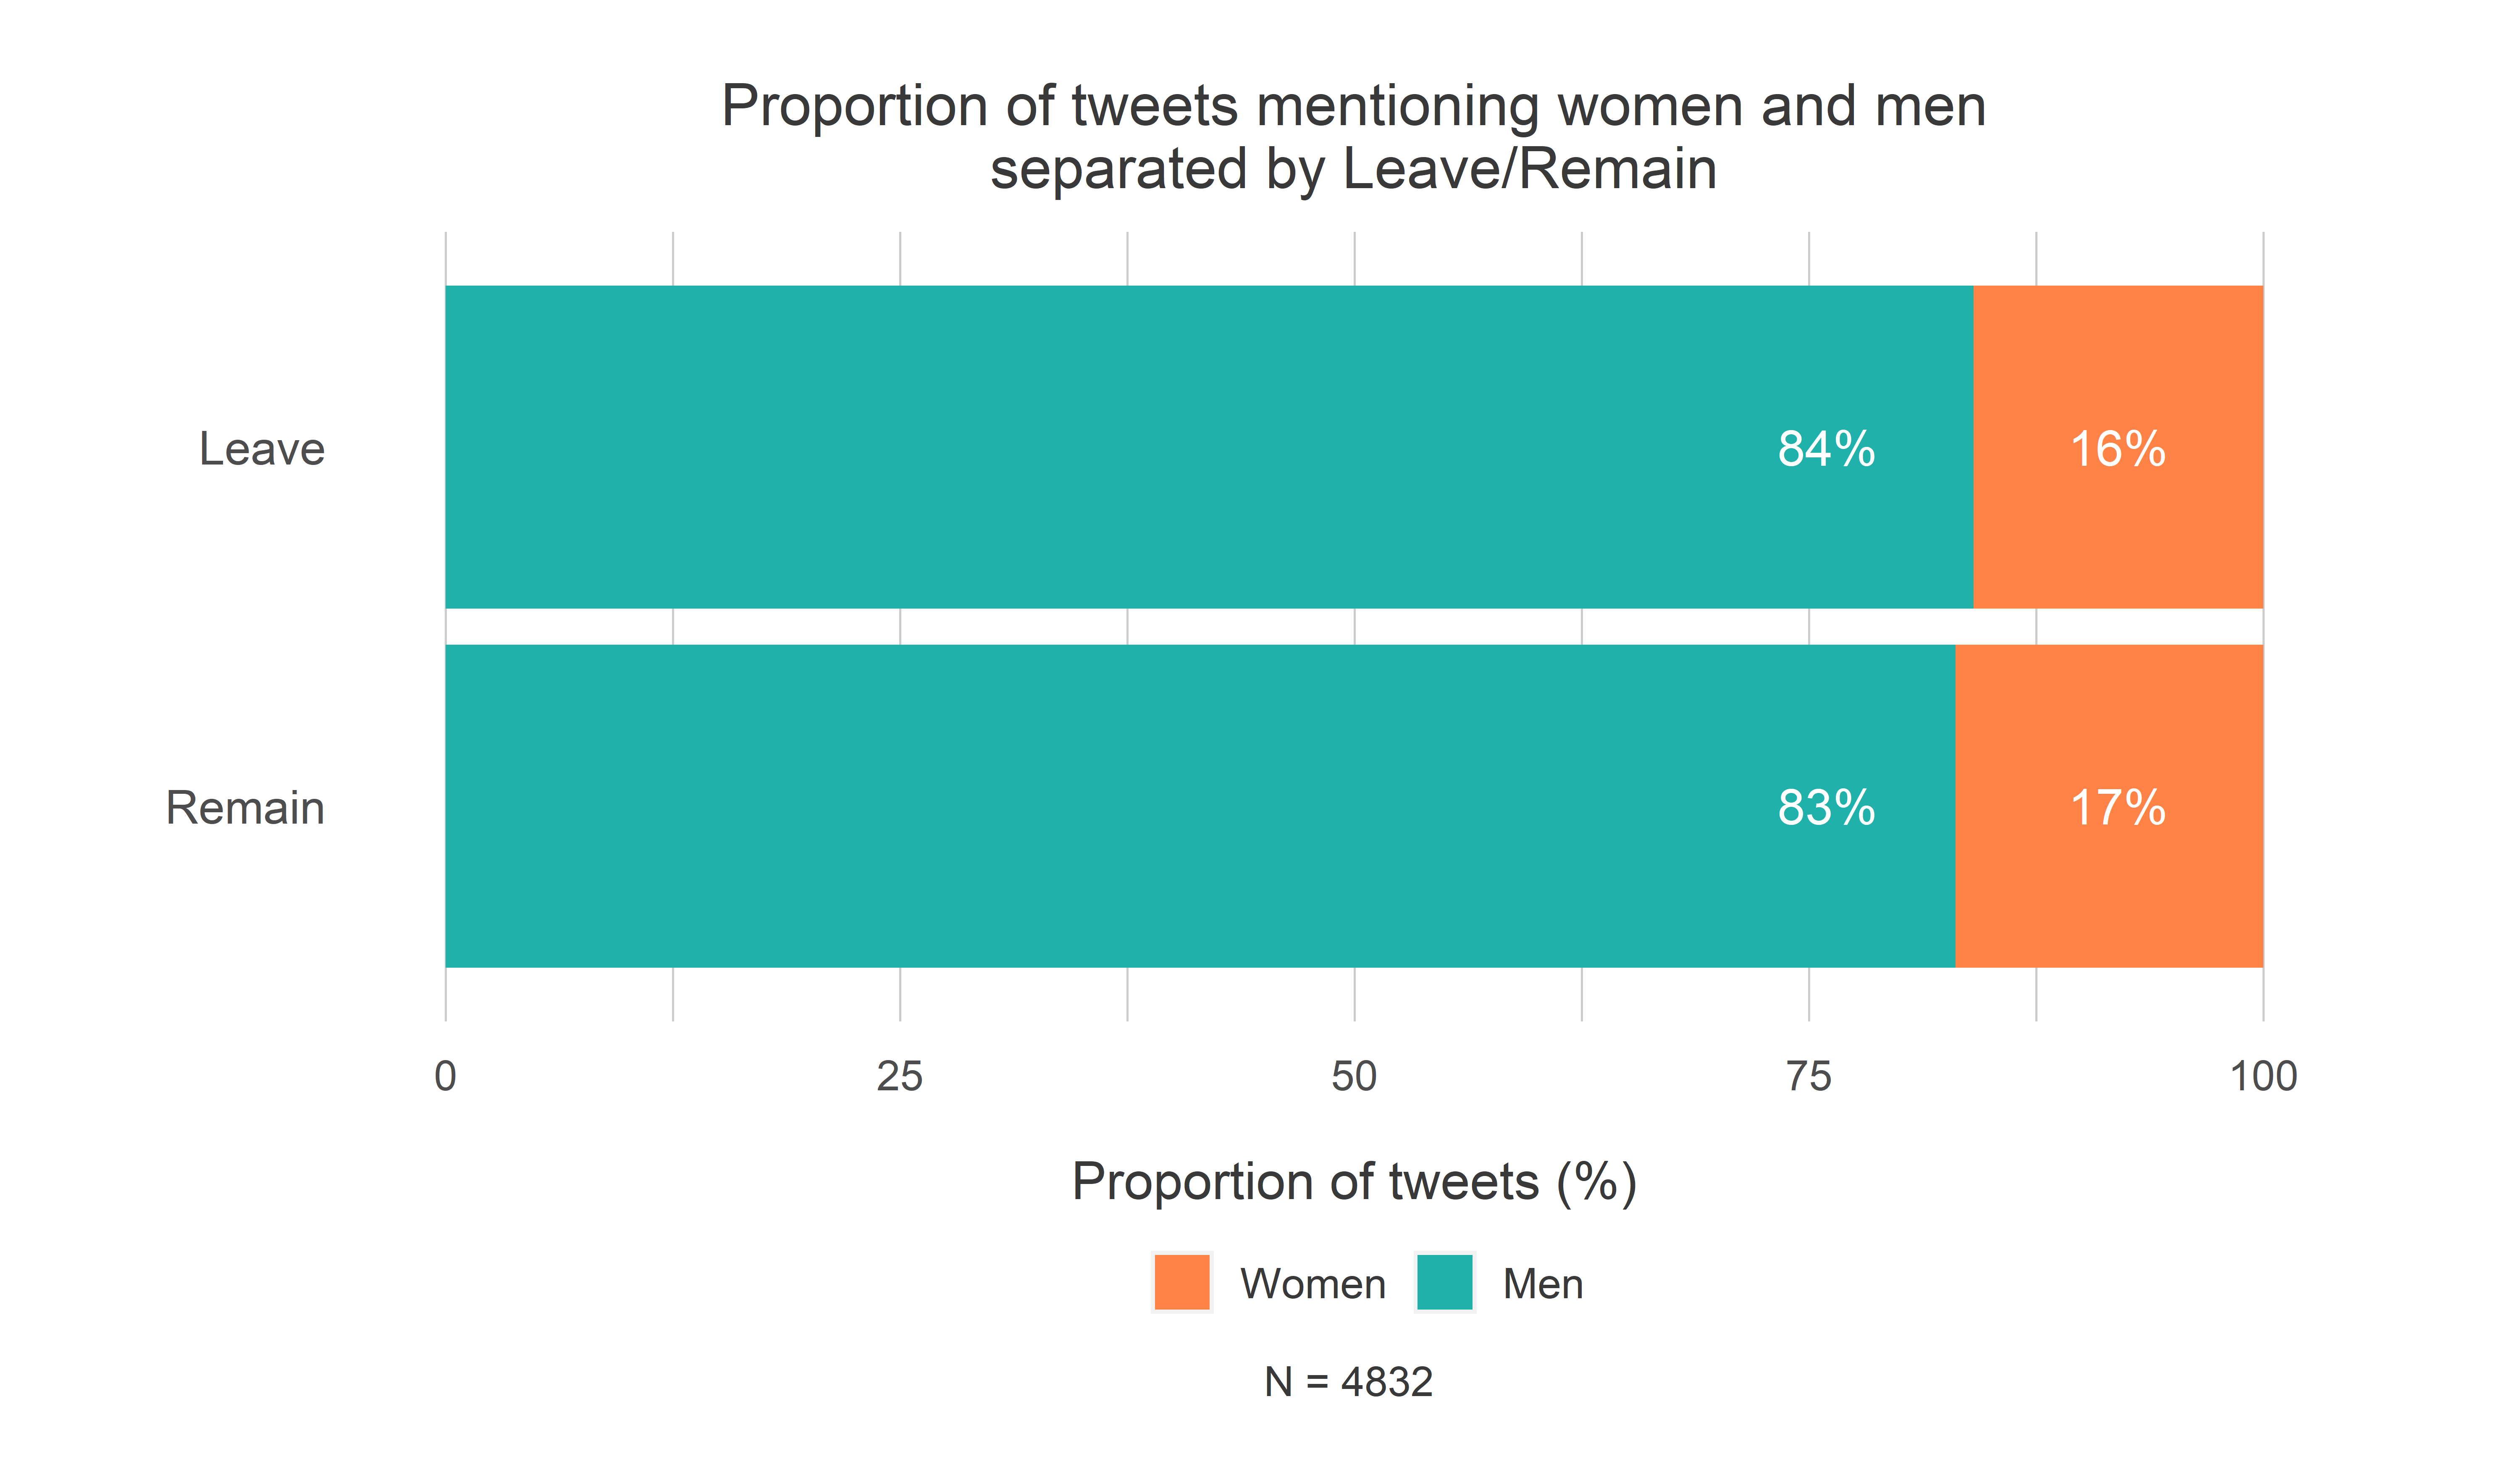 Proportion of tweets mentioning women and men
separated by Leave/Remain
Leave
84%
16%
Remain
83%
17%
0
25
50
75
100
Proportion of tweets (%)
Women
Men
N = 4832